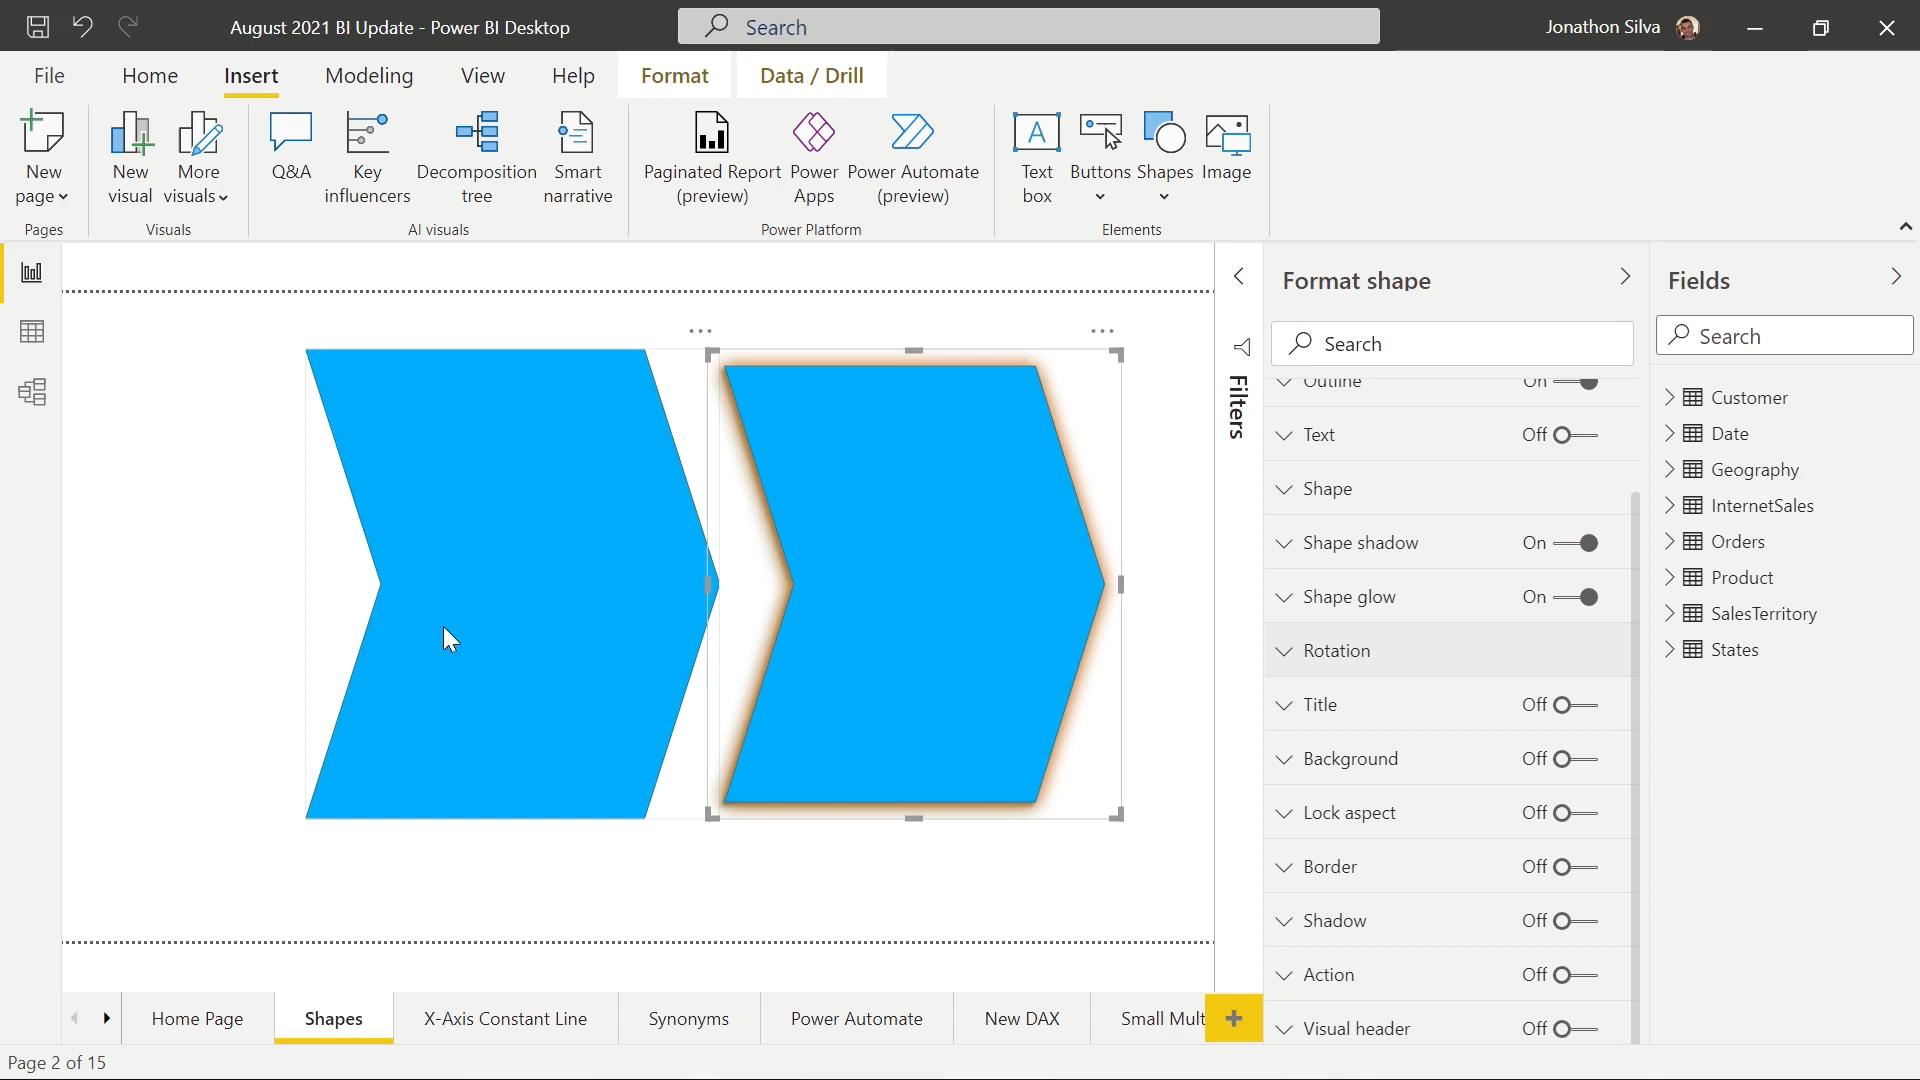 August 2021 BI Update - Power BI Desktop
Search
Jonathon Silva
File
Home
Insert
Modeling
View
Help
Format
Data / Drill
New
page
New
visual
More
visuals
Q&A
Key
influencers
Decomposition
tree
Smart
narrative
Paginated Report
(preview)
Power
Apps
Power Automate
(preview)
A
Text
box
Buttons
Shapes
Image
Pages
Visuals
AI visuals
Power Platform
Elements
Filters
Format shape
Search
Outline On
Text Off
Shape
Shape shadow On
Shape glow On
Rotation
Title Off
Background Off
Lock aspect Off
Border Off
Shadow Off
Action Off
Visual header Off
Fields
Search
Customer
Date
Geography
InternetSales
Orders
Product
SalesTerritory
States
Home Page
Shapes
X-Axis Constant Line
Synonyms
Power Automate
New DAX
Small Mult
Page 2 of 15